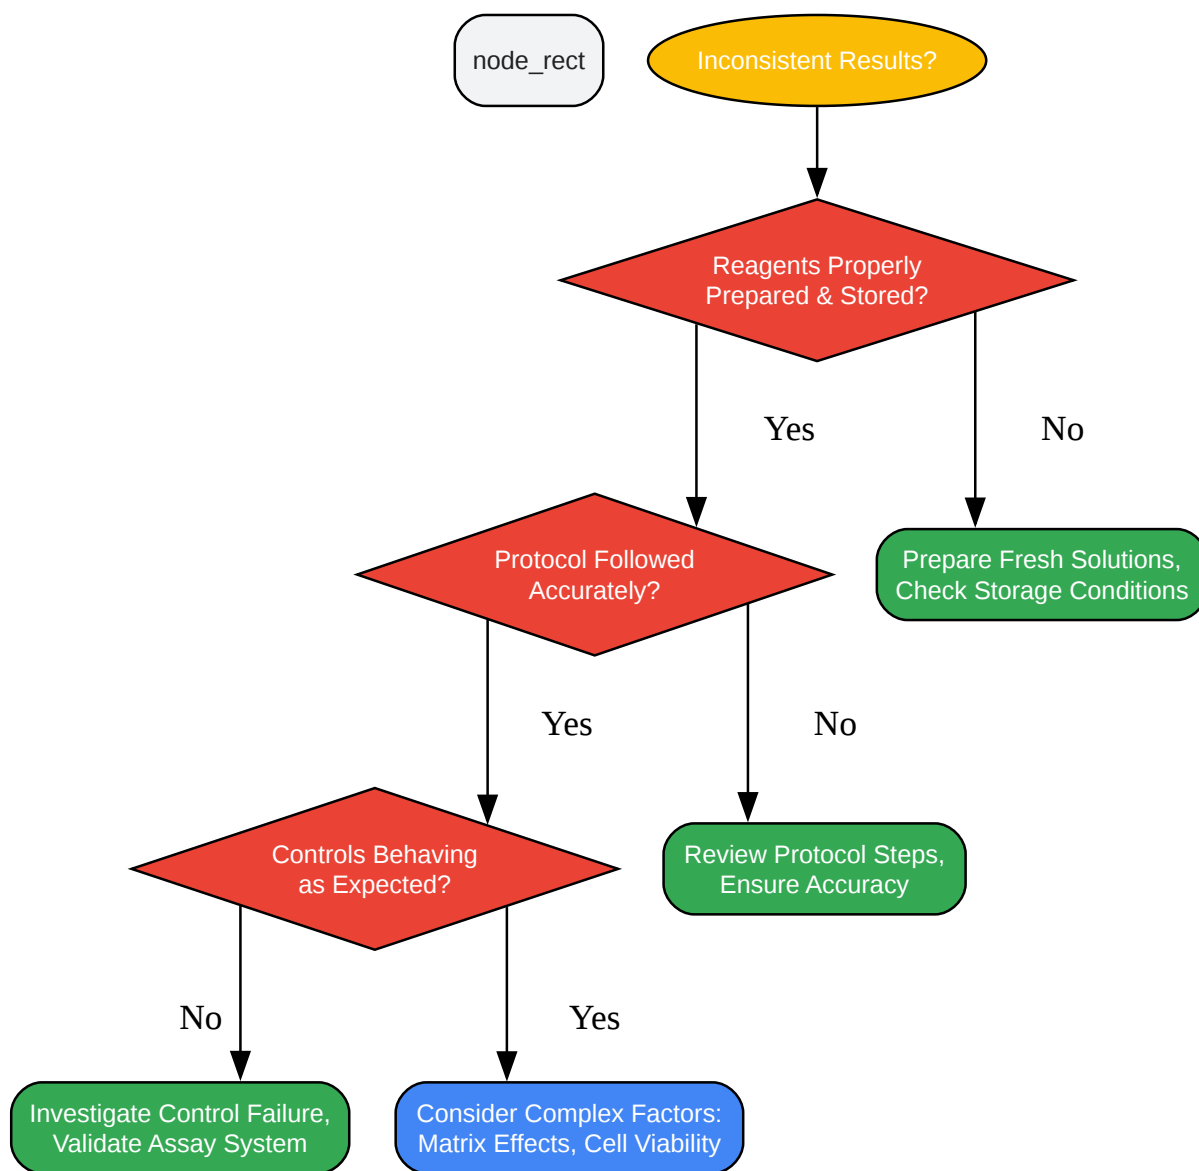 node_rect
Inconsistent Results?
Reagents Properly
Prepared & Stored?
Yes
No
Protocol Followed
Accurately?
Prepare Fresh Solutions,
Check Storage Conditions
Yes
No
Controls Behaving
as Expected?
Review Protocol Steps,
Ensure Accuracy
No
Yes
Investigate Control Failure,
Validate Assay System
Consider Complex Factors:
Matrix Effects, Cell Viability